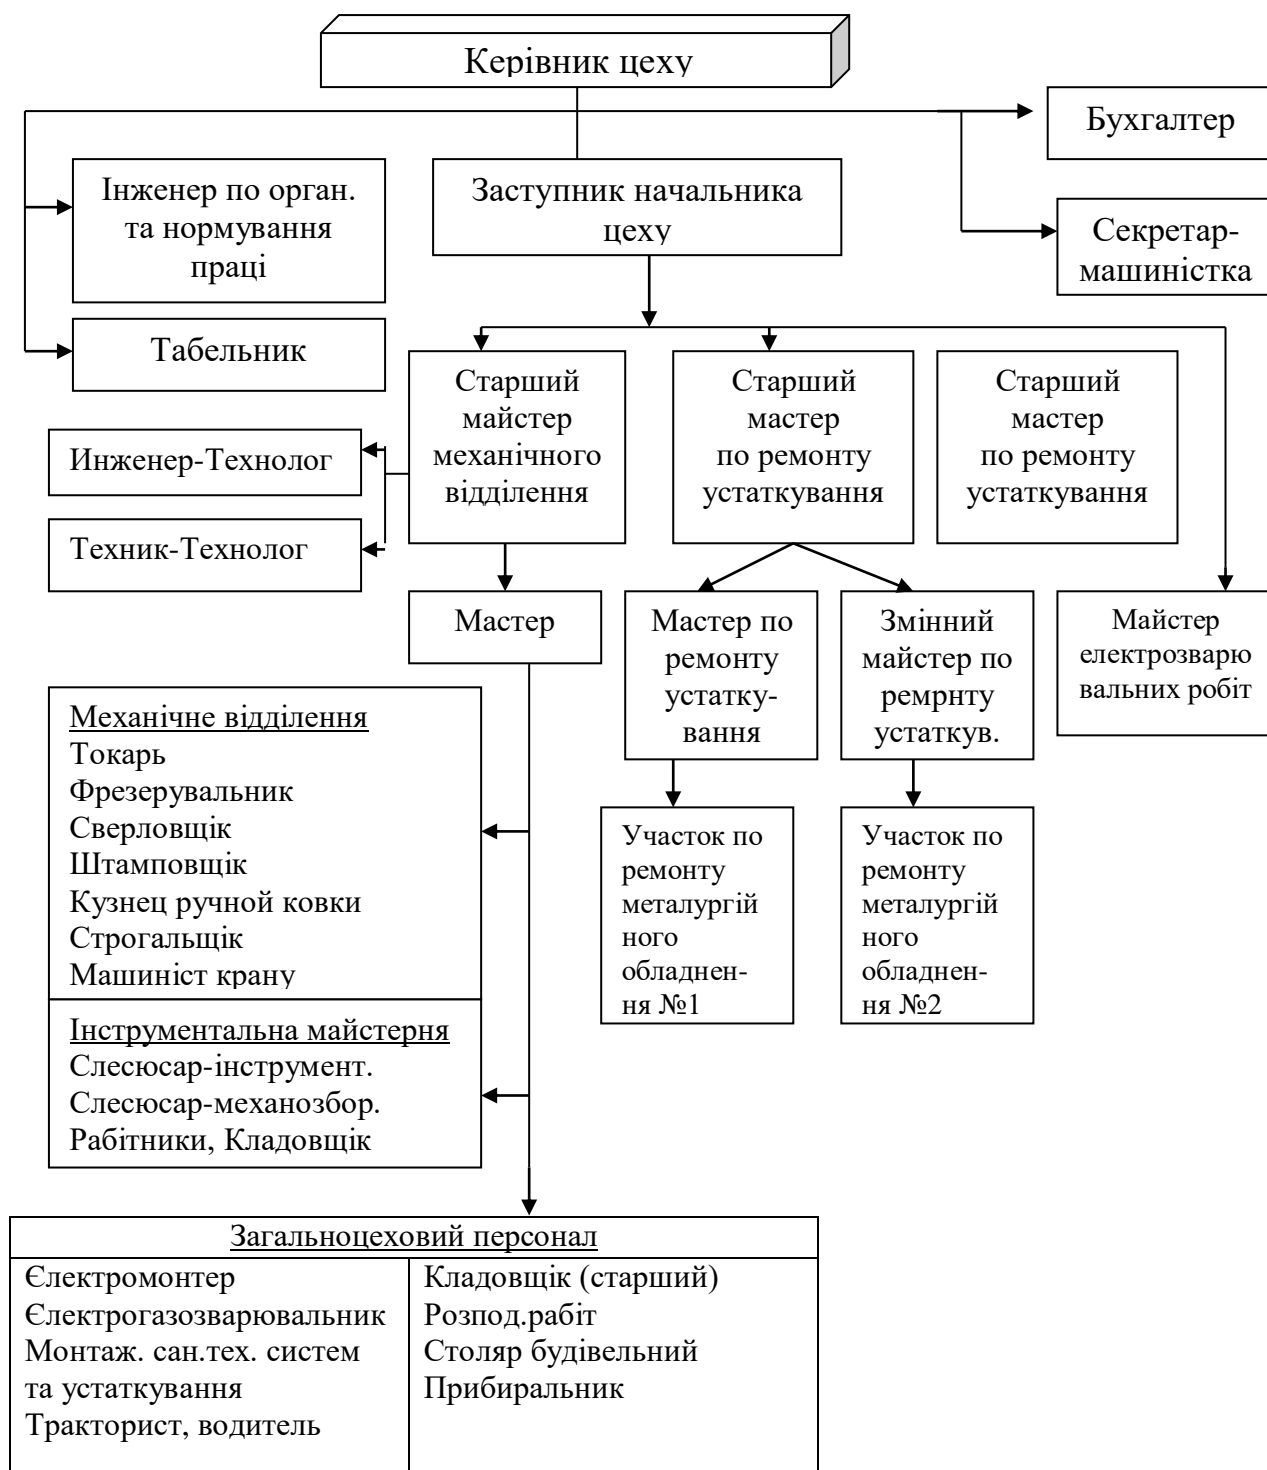 Керівник цеху
Бухгалтер
Інженер по орган.
та нормування
праці
Заступник начальника
цеху
Секретар-
машиністка
Табельник
Старший
майстер
механічного
відділення
Старший
мастер
по ремонту
устаткування
Старший
мастер
по ремонту
устаткування
Инженер-Технолог
Техник-Технолог
Мастер
Мастер по
ремонту
устатку-
вання
Змінний
майстер по
ремрнту
устаткув.
Майстер
електрозварю
вальних робіт
Механічне відділення
Токарь
Фрезерувальник
Сверловщік
Штамповщік
Кузнец ручной ковки
Строгальщік
Машиніст крану
Участок по
ремонту
металургій
ного
обладнен-
ня №1
Участок по
ремонту
металургій
ного
обладнен-
ня №2
Інструментальна майстерня
Слесюсар-інструмент.
Слесюсар-механозбор.
Рабітники, Кладовщік
Загальноцеховий персонал
Єлектромонтер
Єлектрогазозварювальник
Монтаж. сан.тех. систем
та устаткування
Тракторист, водитель
Кладовщік (старший)
Розпод.рабіт
Столяр будівельний
Прибиральник